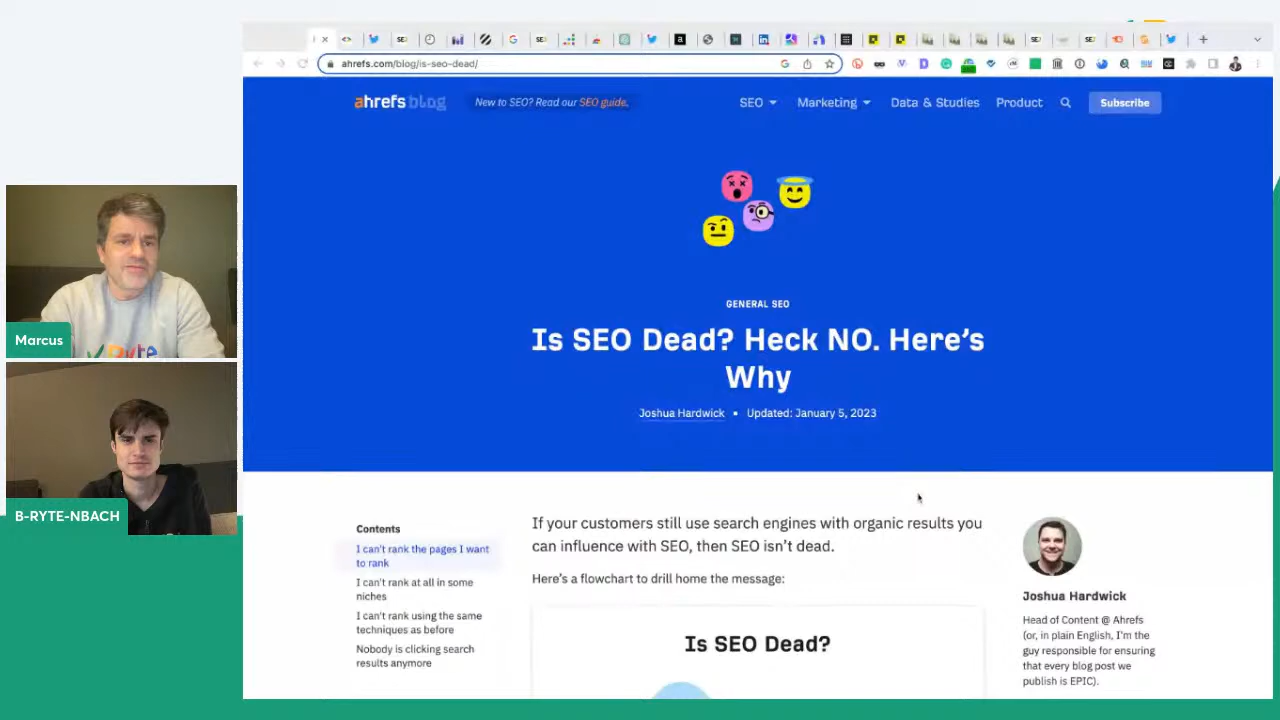 ahrefs.com/blog/is-seo-dead/
ahrefs blog
New to SEO? Read our SEO guide.
SEO
Marketing
Data & Studies
Product
Subscribe
GENERAL SEO
Is SEO Dead? Heck NO. Here's
Why
Joshua Hardwick • Updated: January 5, 2023
Marcus
B-RYTE-NBACH
Contents
I can't rank the pages I want
to rank
I can't rank at all in some
niches
I can't rank using the same
techniques as before
Nobody is clicking search
results anymore
If your customers still use search engines with organic results you
can influence with SEO, then SEO isn't dead.
Here's a flowchart to drill home the message:
Is SEO Dead?
Joshua Hardwick
Head of Content @ Ahrefs
(or, in plain English, I'm the
guy responsible for ensuring
that every blog post we
publish is EPIC).